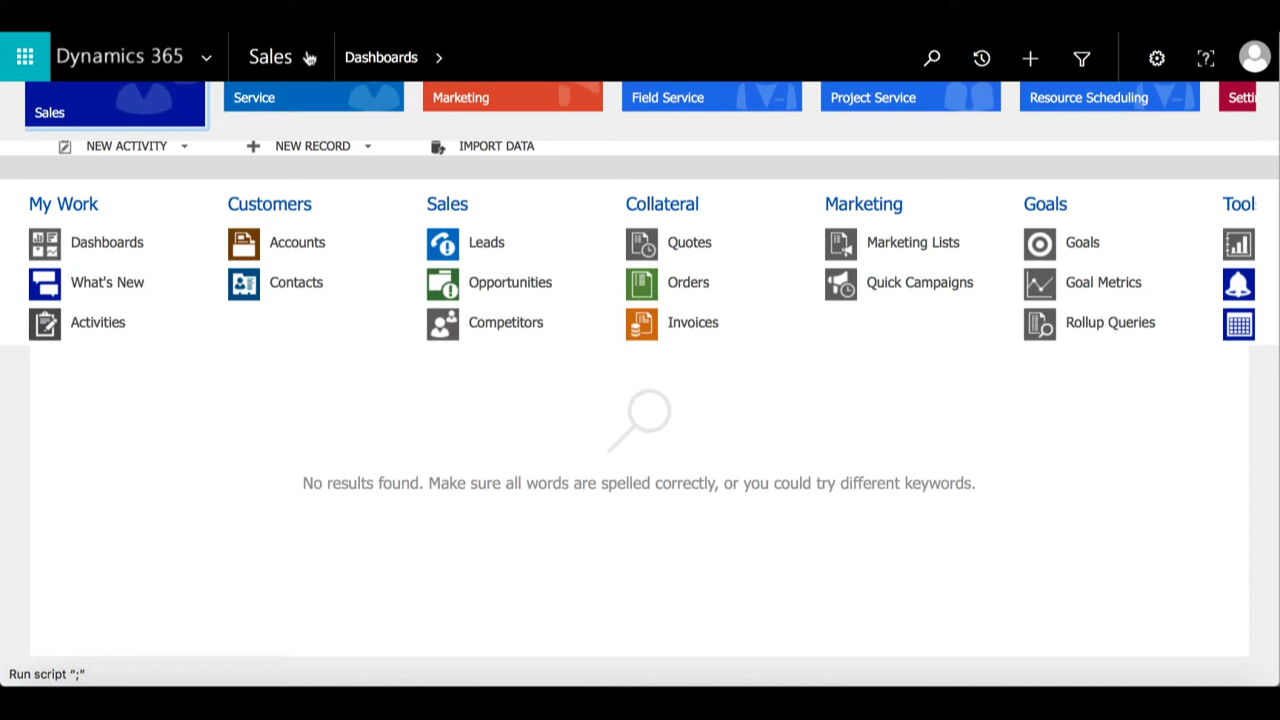 Dynamics 365
Sales
Dashboards
Sales
Service
Marketing
Field Service
Project Service
Resource Scheduling
NEW ACTIVITY
NEW RECORD
IMPORT DATA
My Work
Customers
Sales
Collateral
Marketing
Goals
Dashboards
Accounts
Leads
Quotes
Marketing Lists
Goals
What's New
Contacts
Opportunities
Orders
Quick Campaigns
Goal Metrics
Activities
Competitors
Invoices
Rollup Queries
No results found. Make sure all words are spelled correctly, or you could try different keywords.
Run script “;”